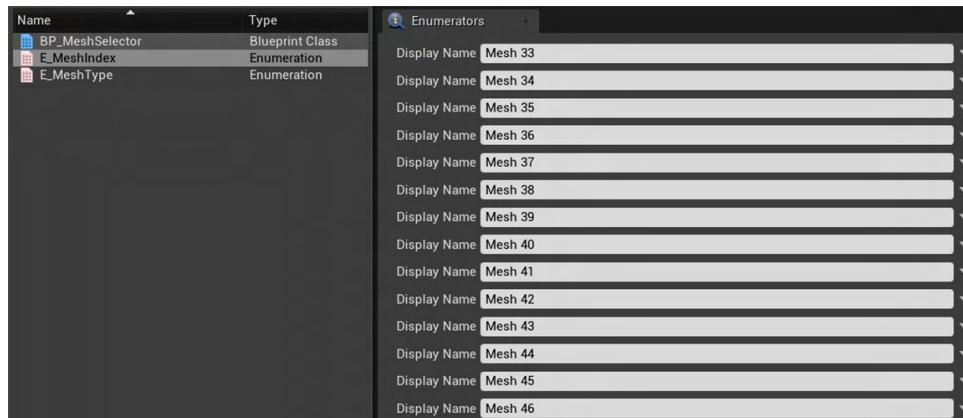 Name Type
BP_MeshSelector Blueprint Class
E_MeshIndex Enumeration
E_MeshType Enumeration
Enumerators
Display Name Mesh 33
Display Name Mesh 34
Display Name Mesh 35
Display Name Mesh 36
Display Name Mesh 37
Display Name Mesh 38
Display Name Mesh 39
Display Name Mesh 40
Display Name Mesh 41
Display Name Mesh 42
Display Name Mesh 43
Display Name Mesh 44
Display Name Mesh 45
Display Name Mesh 46